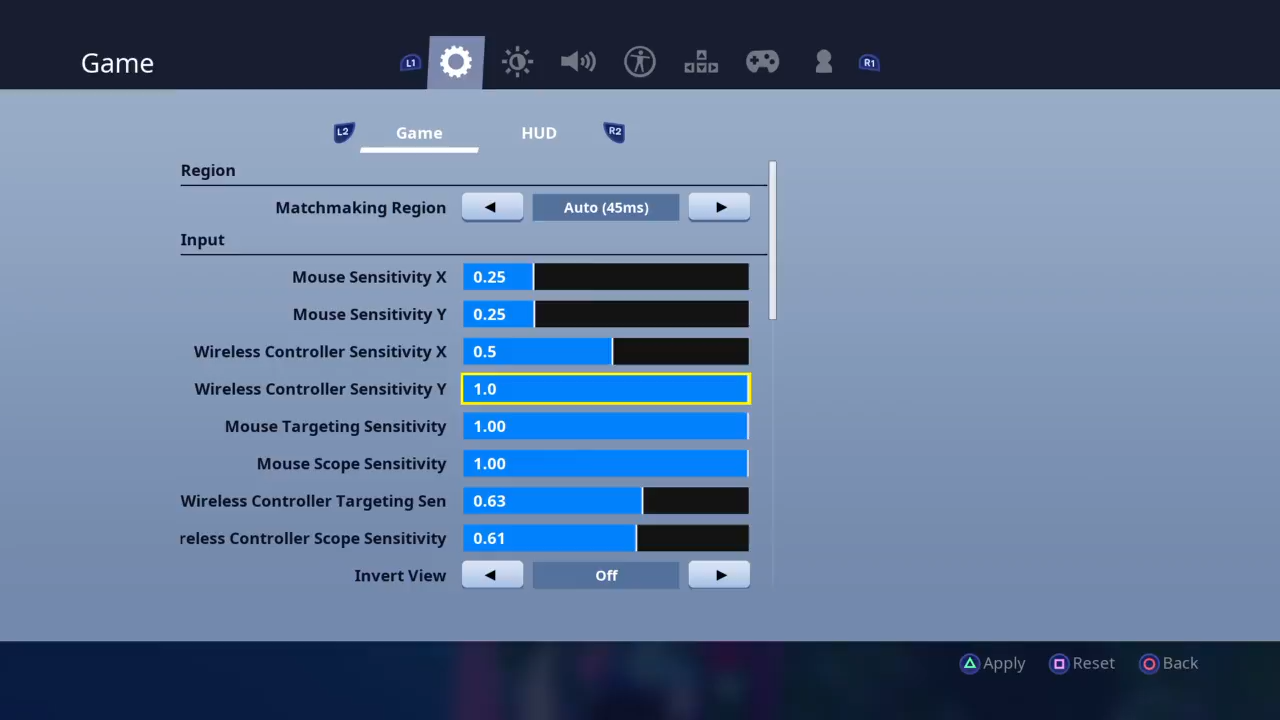 Game
L1
R1
L2
Game
HUD
R2
Region
Matchmaking Region
Auto (45ms)
Input
Mouse Sensitivity X
0.25
Mouse Sensitivity Y
0.25
Wireless Controller Sensitivity X
0.5
Wireless Controller Sensitivity Y
1.0
Mouse Targeting Sensitivity
1.00
Mouse Scope Sensitivity
1.00
Wireless Controller Targeting Sen
0.63
reless Controller Scope Sensitivity
0.61
Invert View
Off
Apply
Reset
Back